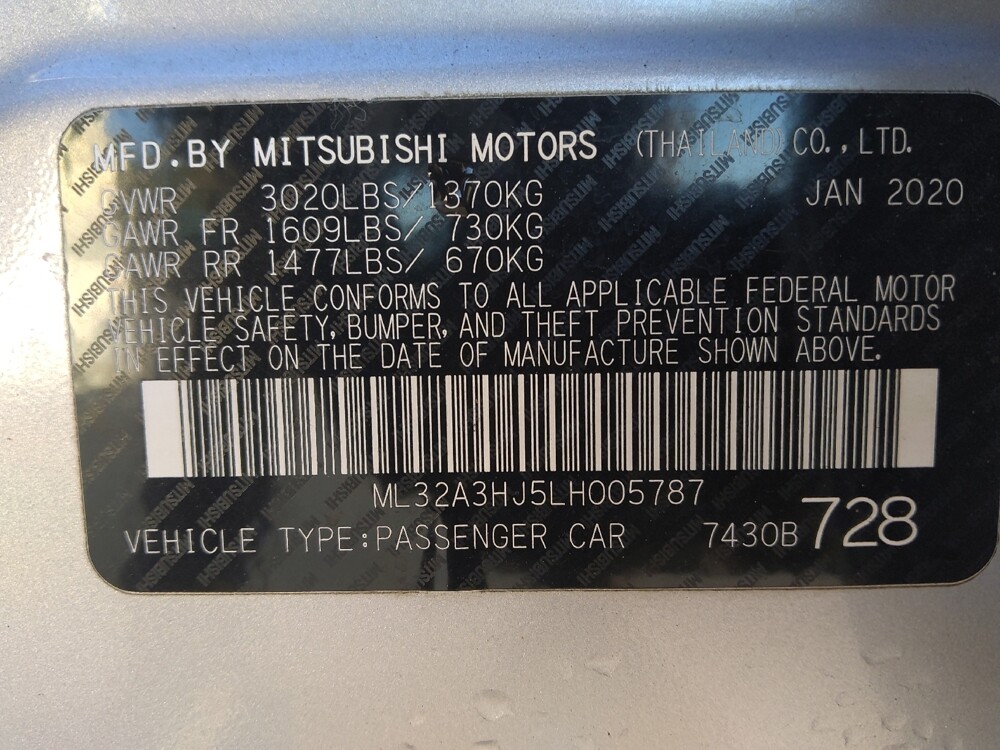 MFD.BY MITSUBISHI MOTORS (THAILAND) CO., LTD.
GVWR 3020LBS/1370KG JAN 2020
GAWR FR 1609LBS/ 730KG
GAWR RR 1477LBS/ 670KG
THIS VEHICLE CONFORMS TO ALL APPLICABLE FEDERAL MOTOR
VEHICLE SAFETY, BUMPER, AND THEFT PREVENTION STANDARDS
IN EFFECT ON THE DATE OF MANUFACTURE SHOWN ABOVE.
ML32A3HJ5LH005787
VEHICLE TYPE:PASSENGER CAR 7430B 728